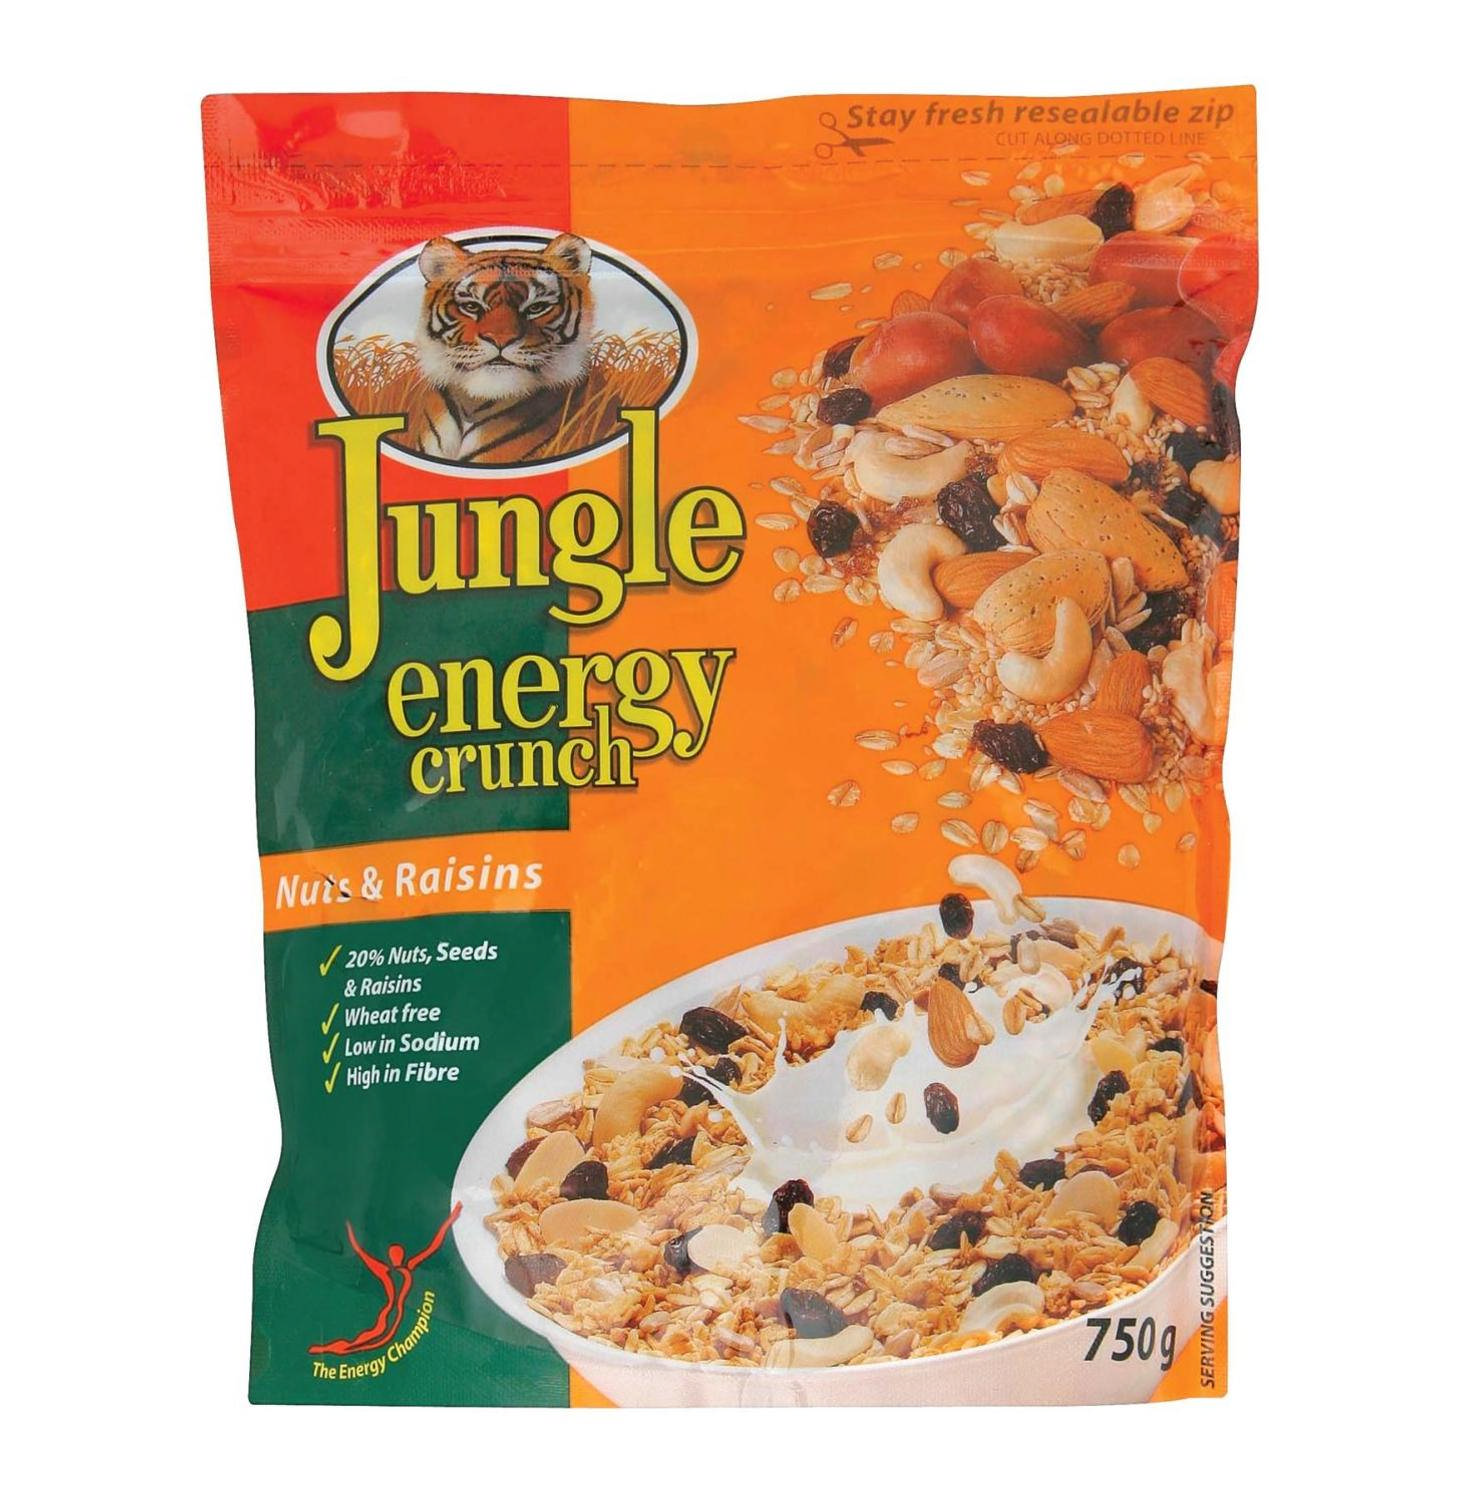 Stay fresh resealable zip
CUT ALONG DOTTED LINE
Jungle
energy
crunch
Nuts & Raisins
20% Nuts, Seeds
& Raisins
Wheat free
Low in Sodium
High in Fibre
The Energy Champion
750g
SERVING SUGGESTION